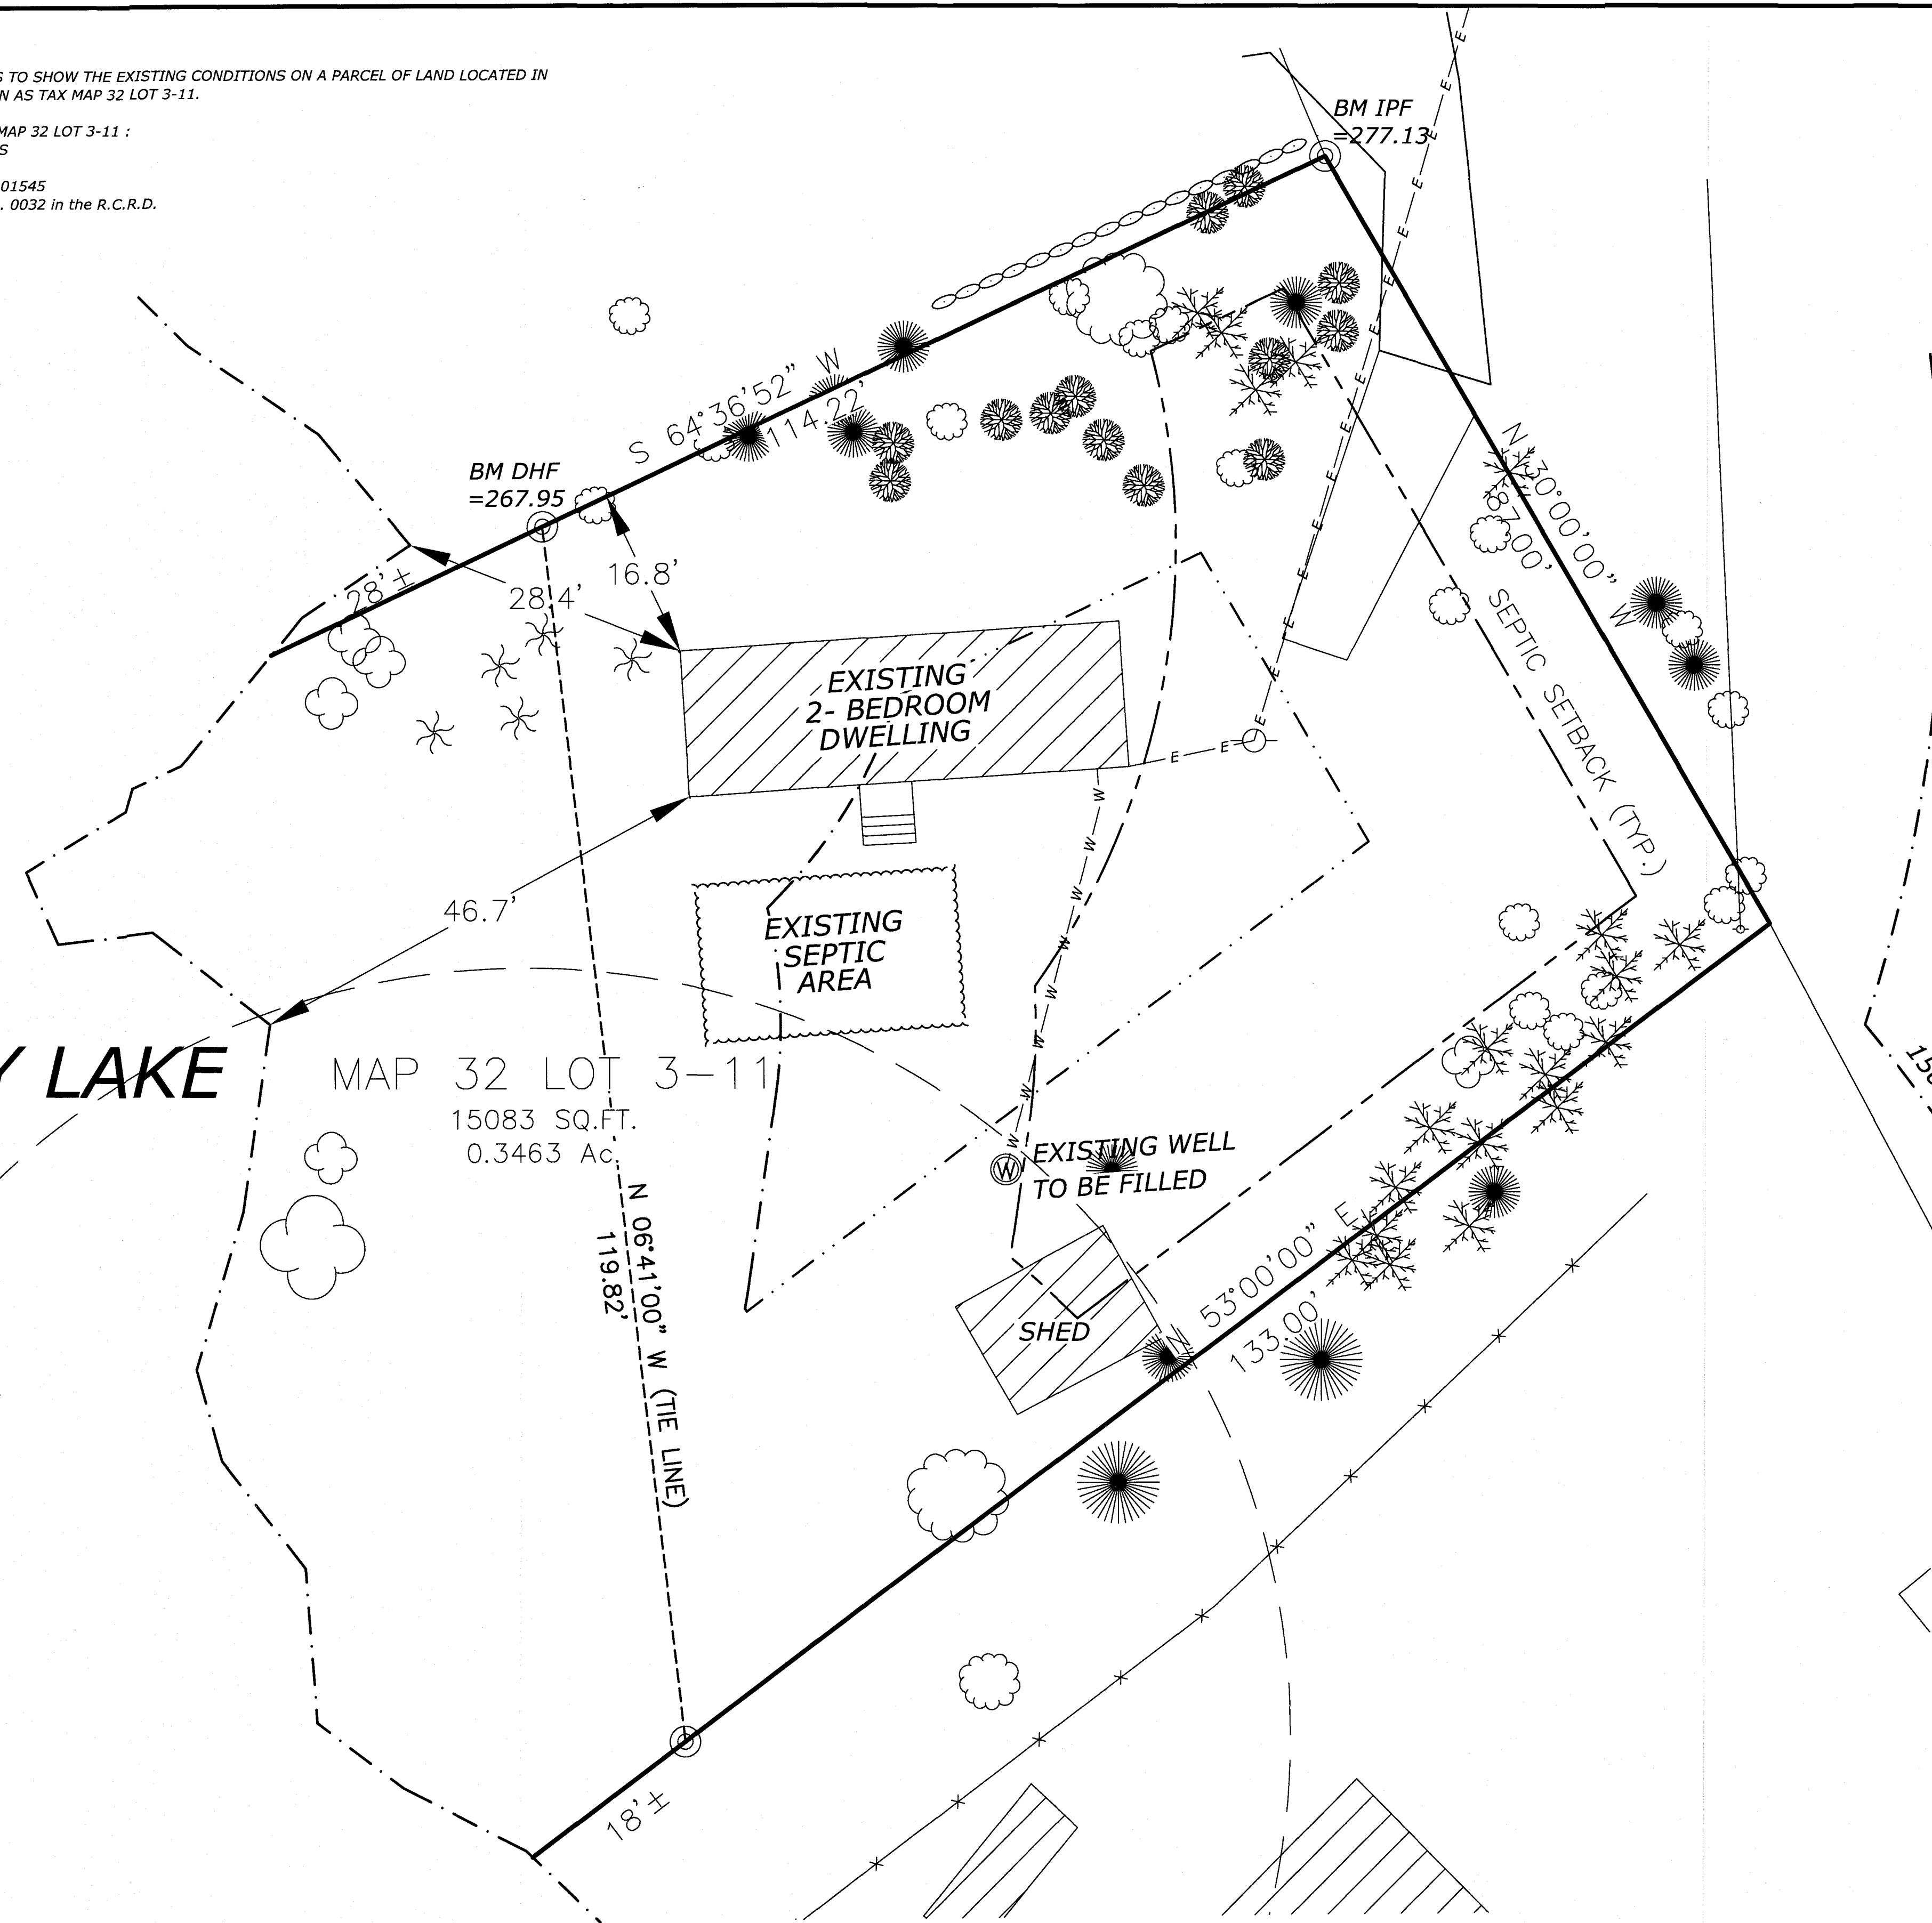 S TO SHOW THE EXISTING CONDITIONS ON A PARCEL OF LAND LOCATED IN
N AS TAX MAP 32 LOT 3-11.
MAP 32 LOT 3-11 :
S
01545
. 0032 in the R.C.R.D.
BM IPF
=277.13
S 64°36'52" W
114.22'
BM DHF
=267.95
28'±
28.4'
16.8'
N 30°00'00" W
87.00'
SEPTIC SETBACK (TYP.)
EXISTING
2- BEDROOM
DWELLING
46.7'
EXISTING
SEPTIC
AREA
Y LAKE
MAP 32 LOT 3-11
15083 SQ.FT.
0.3463 Ac.
N 06°41'00" W (TIE LINE)
119.82'
W
EXISTING WELL
TO BE FILLED
SHED
N 53°00'00" E
133.00'
18'±
E E E E E E E E E E E E E E E E E
W W W W W W W W